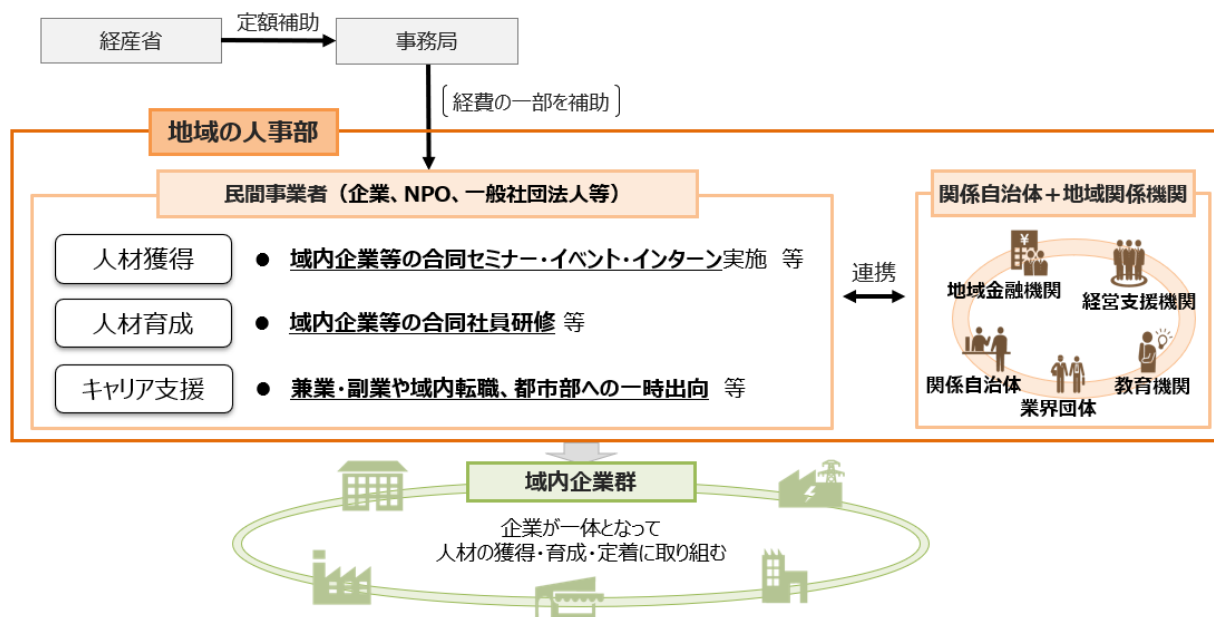 経産省
定額補助
事務局
経費の一部を補助
地域の人事部
民間事業者（企業、NPO、一般社団法人等）
人材獲得
● 域内企業等の合同セミナー・イベント・インターン実施 等
人材育成
● 域内企業等の合同社員研修 等
キャリア支援
● 兼業・副業や域内転職、都市部への一時出向 等
連携
関係自治体＋地域関係機関
¥
地域金融機関
経営支援機関
関係自治体
業界団体
教育機関
域内企業群
企業が一体となって
人材の獲得・育成・定着に取り組む